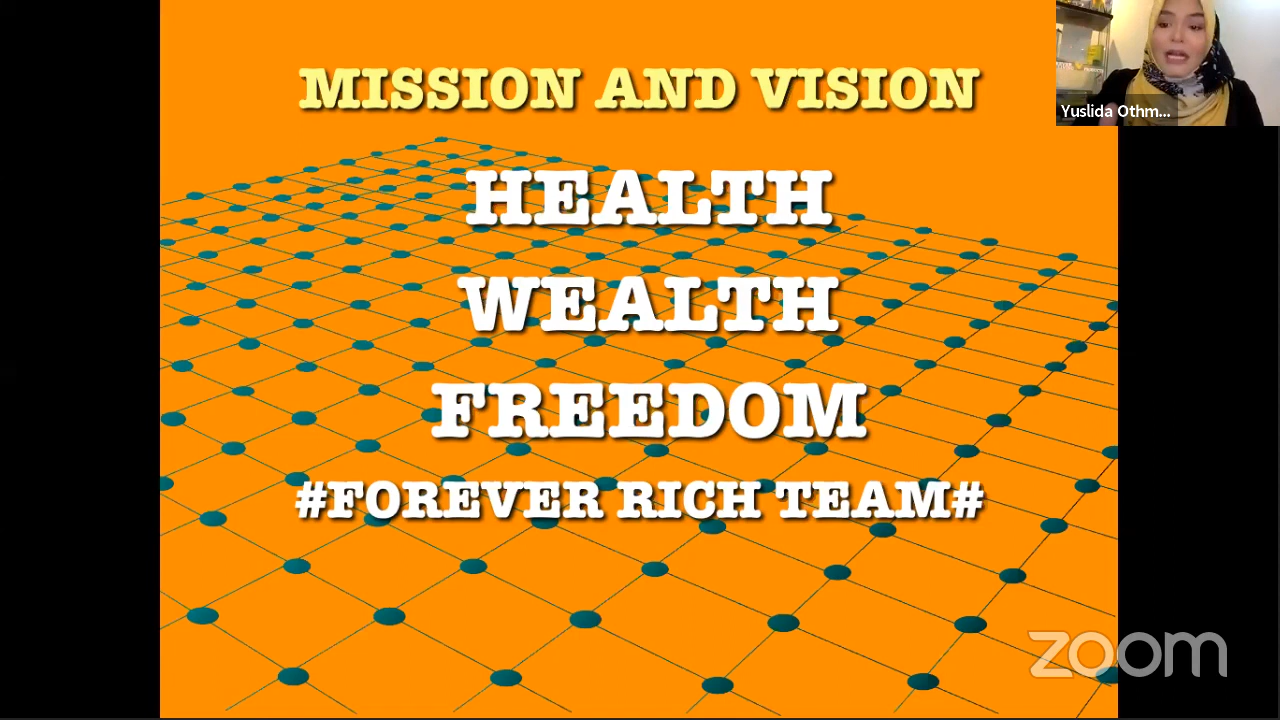 MISSION AND VISION
Yuslida Othm...
HEALTH
WEALTH
FREEDOM
#FOREVER RICH TEAM#
zoom